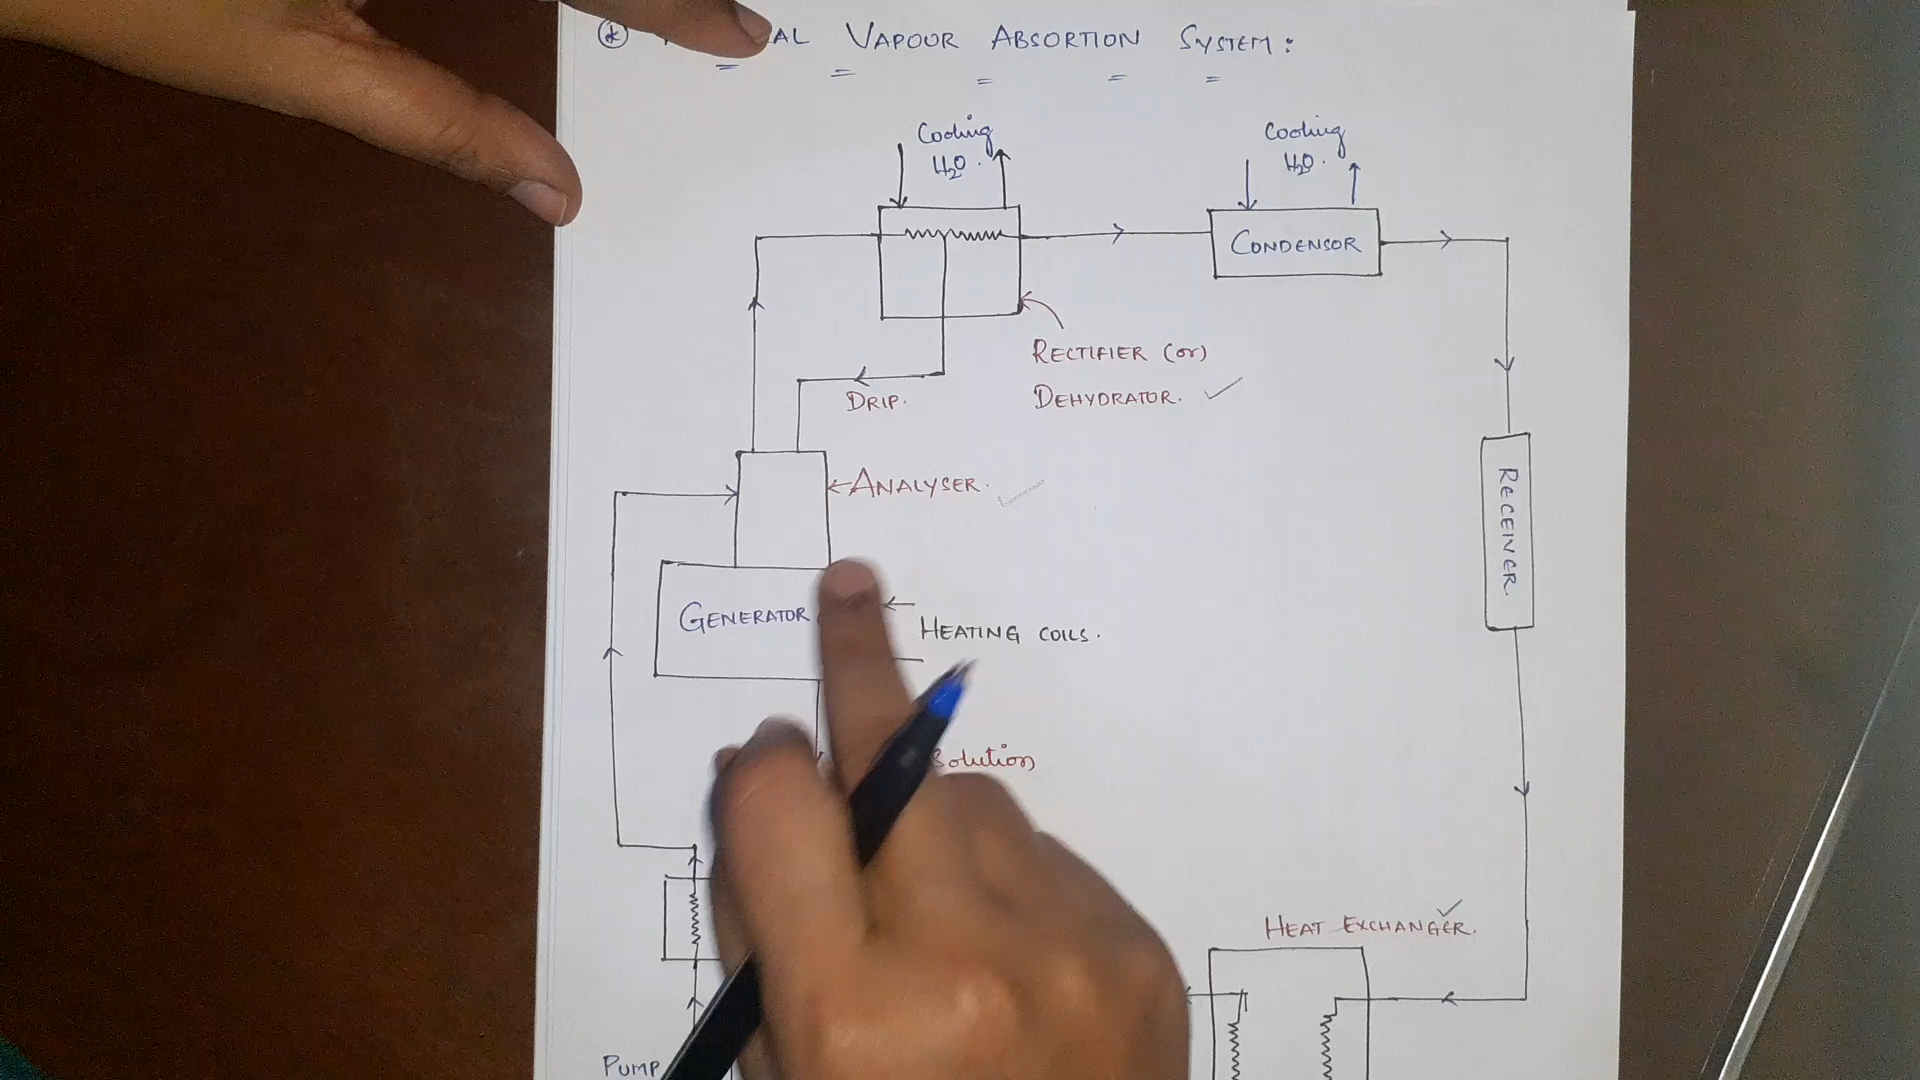 AL VAPOUR ABSORTION SYSTEM:
Cooling
H2O.
Cooling
H2O.
CONDENSOR
RECTIFIER (or)
DEHYDRATOR.
DRIP.
ANALYSER.
RECEIVER
GENERATOR
HEATING COILS.
Solution
HEAT EXCHANGER.
PUMP